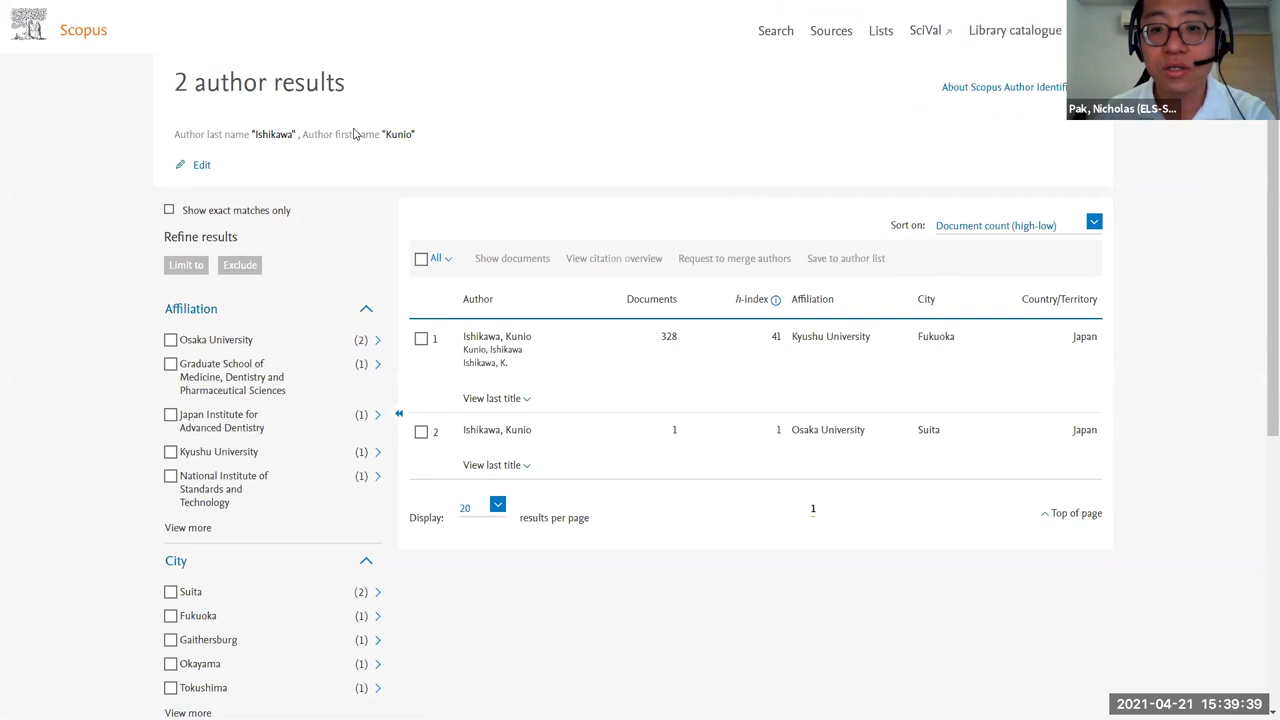 Scopus
Search
Sources
Lists
SciVal
Library catalogue
2 author results
About Scopus Author Identifi
Pak, Nicholas (ELS-S...
Author last name "Ishikawa" , Author first name "Kunio"
Edit
Show exact matches only
Refine results
Limit to
Exclude
Affiliation
Osaka University (2)
Graduate School of (1)
Medicine, Dentistry and
Pharmaceutical Sciences
Japan Institute for (1)
Advanced Dentistry
Kyushu University (1)
National Institute of (1)
Standards and
Technology
View more
City
Suita (2)
Fukuoka (1)
Gaithersburg (1)
Okayama (1)
Tokushima (1)
View more
Sort on: Document count (high-low)
All Show documents View citation overview Request to merge authors Save to author list
Author Documents h-index Affiliation City Country/Territory
1 Ishikawa, Kunio 328 41 Kyushu University Fukuoka Japan
Kunio, Ishikawa
Ishikawa, K.
View last title
2 Ishikawa, Kunio 1 1 Osaka University Suita Japan
View last title
Display: 20 results per page 1 Top of page
2021-04-21 15:39:39